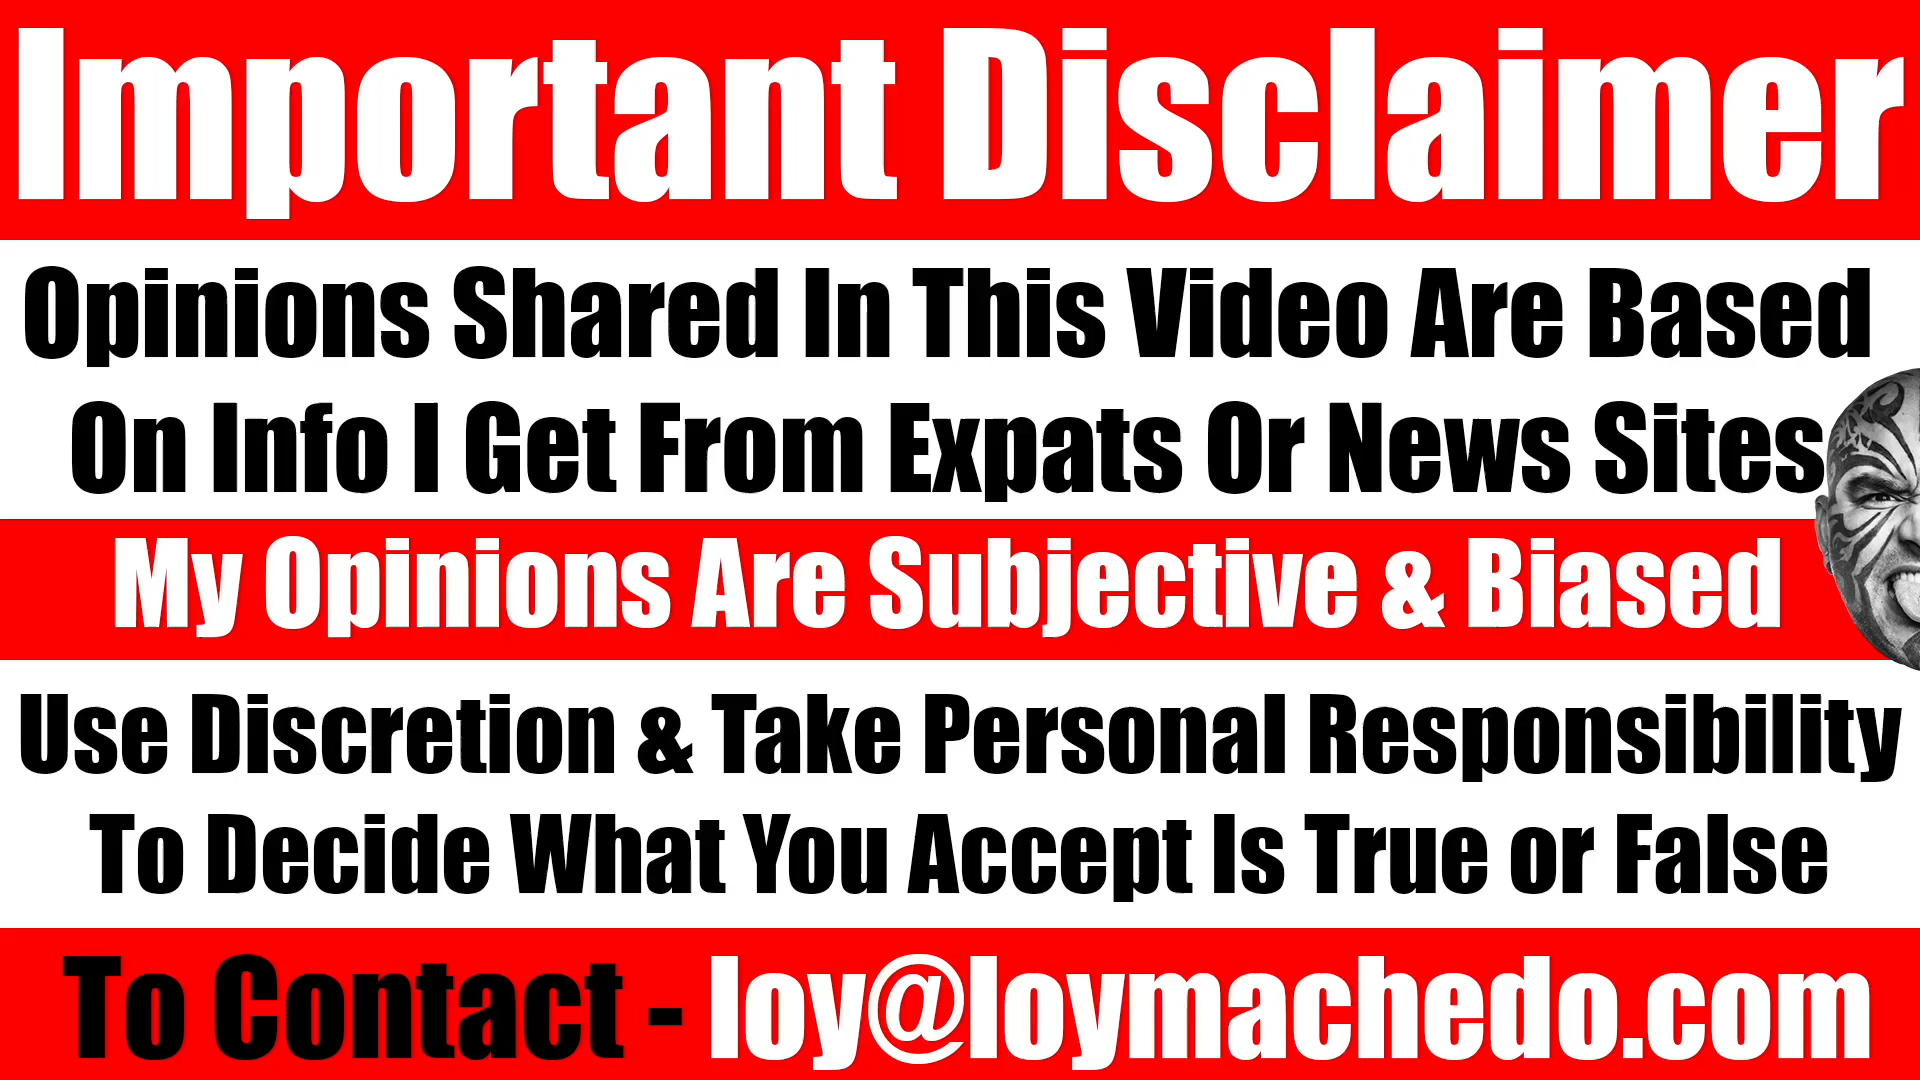 Important Disclaimer
Opinions Shared In This Video Are Based
On Info I Get From Expats Or News Sites
My Opinions Are Subjective & Biased
Use Discretion & Take Personal Responsibility
To Decide What You Accept Is True or False
To Contact - loy@loymachedo.com